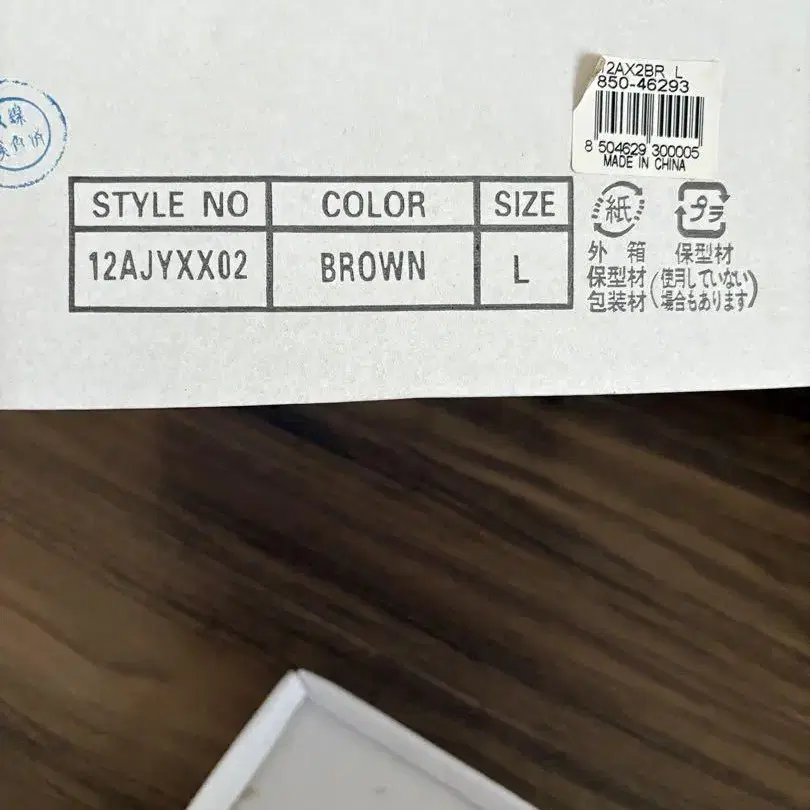 12AX2BR L
850-46293
8 504629 300005
MADE IN CHINA
STYLE NO COLOR SIZE
12AJYXX02 BROWN L
紙 プラ
外箱 保型材
保型材 (使用していない
包装材 場合もあります)